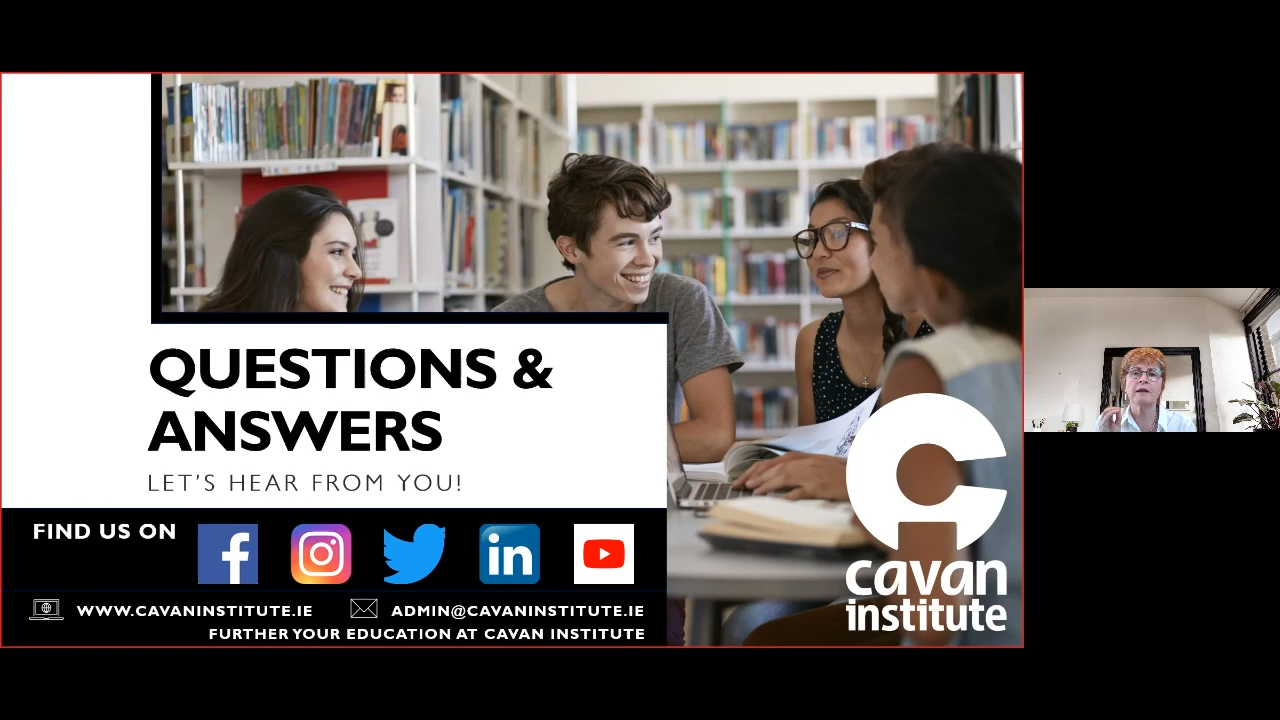 QUESTIONS &
ANSWERS
LET'S HEAR FROM YOU!
FIND US ON
WWW.CAVANINSTITUTE.IE
ADMIN@CAVANINSTITUTE.IE
FURTHER YOUR EDUCATION AT CAVAN INSTITUTE
cavan
institute